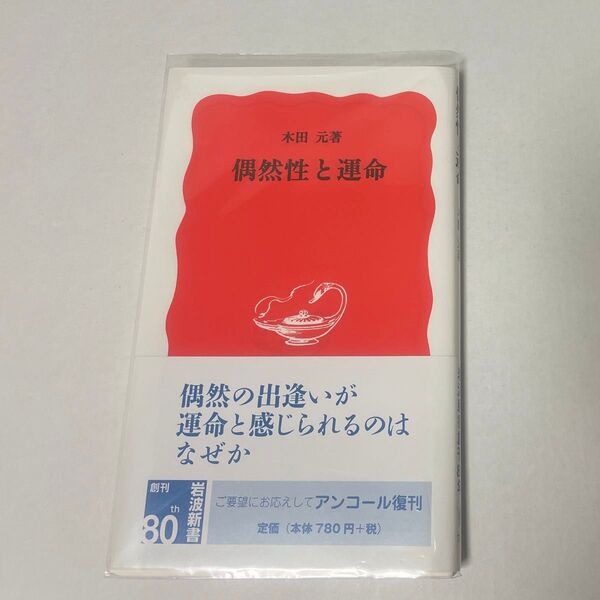 木田 元著
偶然性と運命
偶然の出逢いが
運命と感じられるのは
なぜか
創刊
80th
岩波新書
ご要望にお応えしてアンコール復刊
定価（本体780円+税）